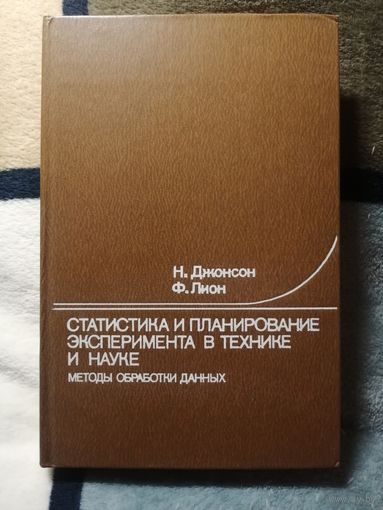 Н. Джонсон
Ф. Лион
СТАТИСТИКА И ПЛАНИРОВАНИЕ
ЭКСПЕРИМЕНТА В ТЕХНИКЕ
И НАУКЕ
МЕТОДЫ ОБРАБОТКИ ДАННЫХ